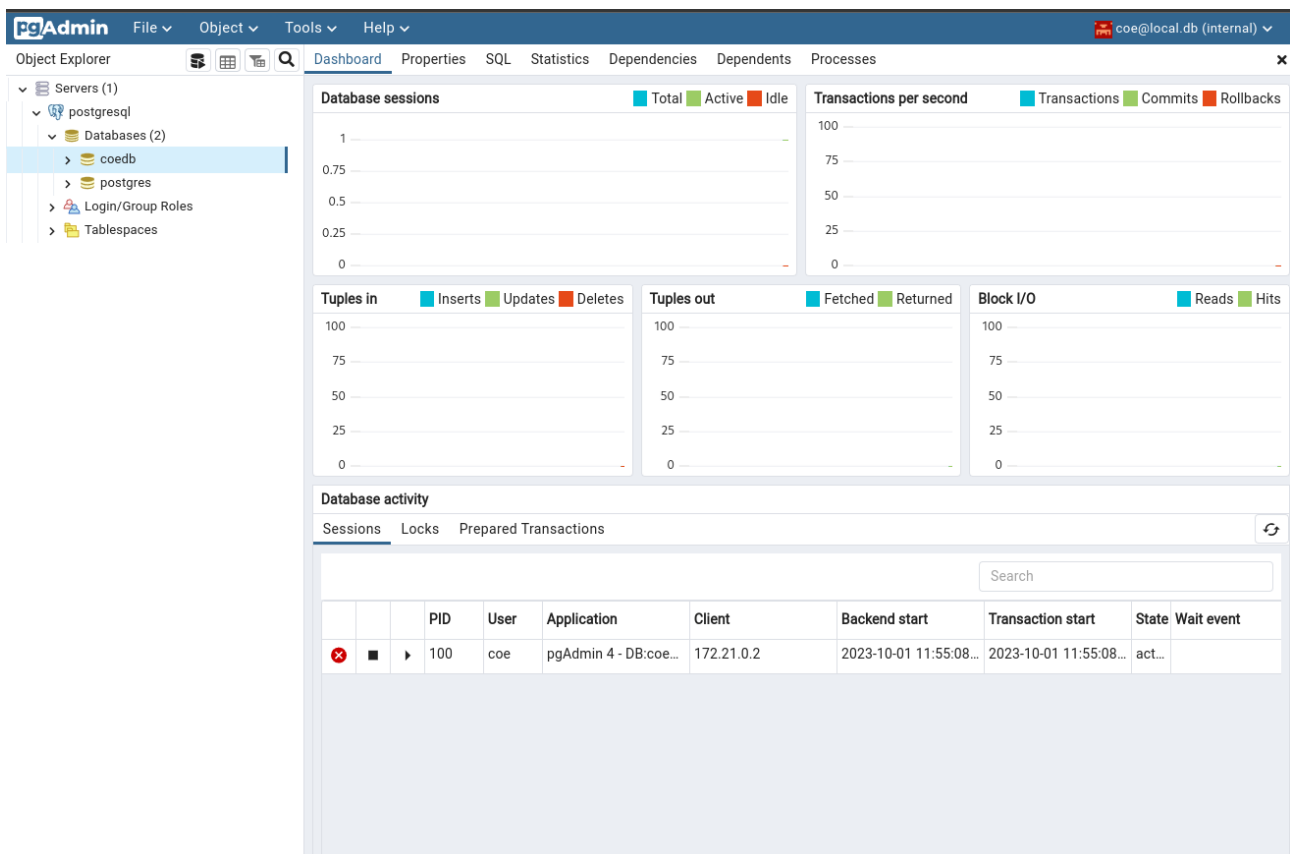 pgAdmin File Object Tools Help coe@local.db (internal)
Object Explorer
Servers (1)
postgresql
Databases (2)
coedb
postgres
Login/Group Roles
Tablespaces
Dashboard Properties SQL Statistics Dependencies Dependents Processes
Database sessions Total Active Idle
1
0.75
0.5
0.25
0
Transactions per second Transactions Commits Rollbacks
100
75
50
25
0
Tuples in Inserts Updates Deletes
100
75
50
25
0
Tuples out Fetched Returned
100
75
50
25
0
Block I/O Reads Hits
100
75
50
25
0
Database activity
Sessions Locks Prepared Transactions
Search
PID User Application Client Backend start Transaction start State Wait event
100 coe pgAdmin 4 - DB:coe... 172.21.0.2 2023-10-01 11:55:08... 2023-10-01 11:55:08... act...